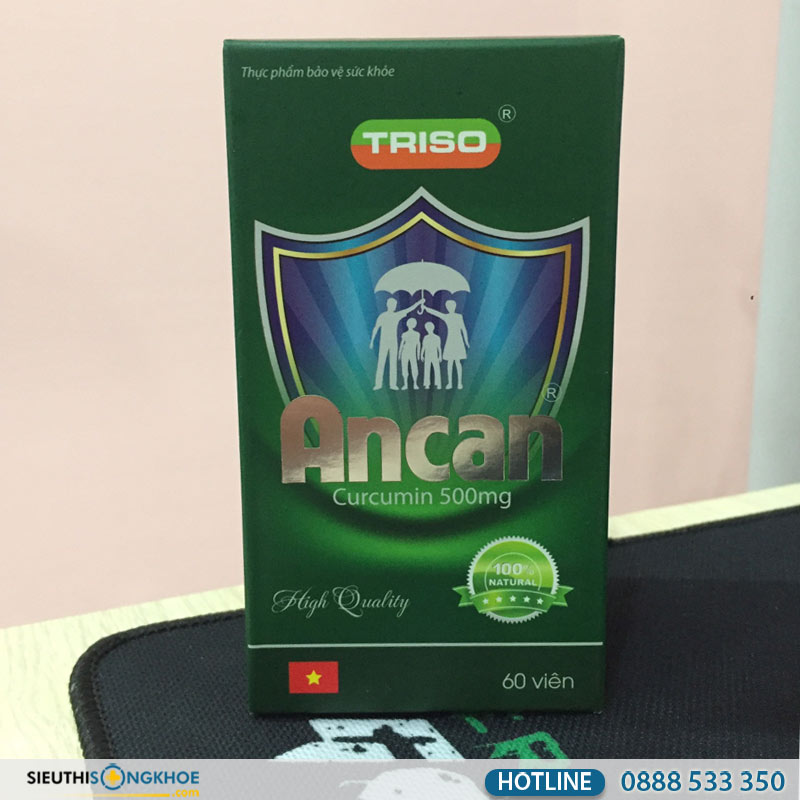 Thực phẩm bảo vệ sức khỏe
TRISO ®
Ancan ®
Curcumin 500mg
100%
NATURAL
High Quality
60 viên
SIEUTHISONGKHOE
.com
HOTLINE 0888 533 350